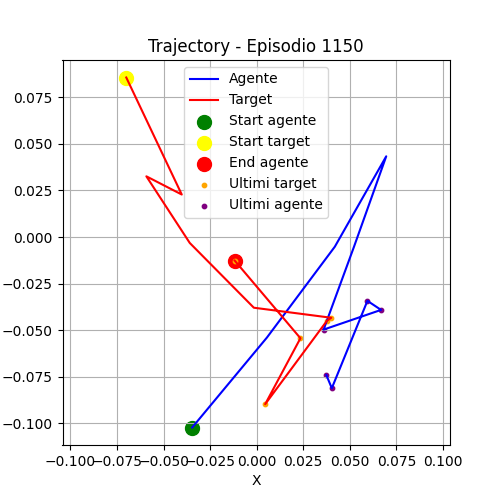 Trajectory - Episodio 1150
Agente
Target
Start agente
Start target
End agente
Ultimi target
Ultimi agente
0.075
0.050
0.025
0.000
−0.025
−0.050
−0.075
−0.100
−0.100 −0.075 −0.050 −0.025 0.000 0.025 0.050 0.075 0.100
X